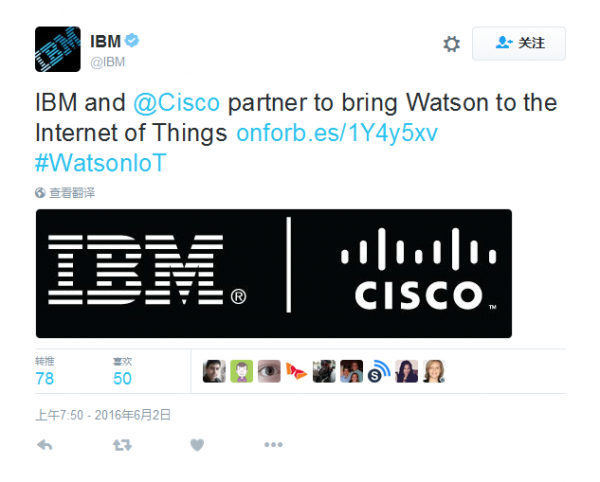 IBM
@IBM
关注
IBM and @Cisco partner to bring Watson to the
Internet of Things onforb.es/1Y4y5xv
#WatsonIoT
查看翻译
IBM®
CISCO™
转推 喜欢
78 50
上午7:50 - 2016年6月2日